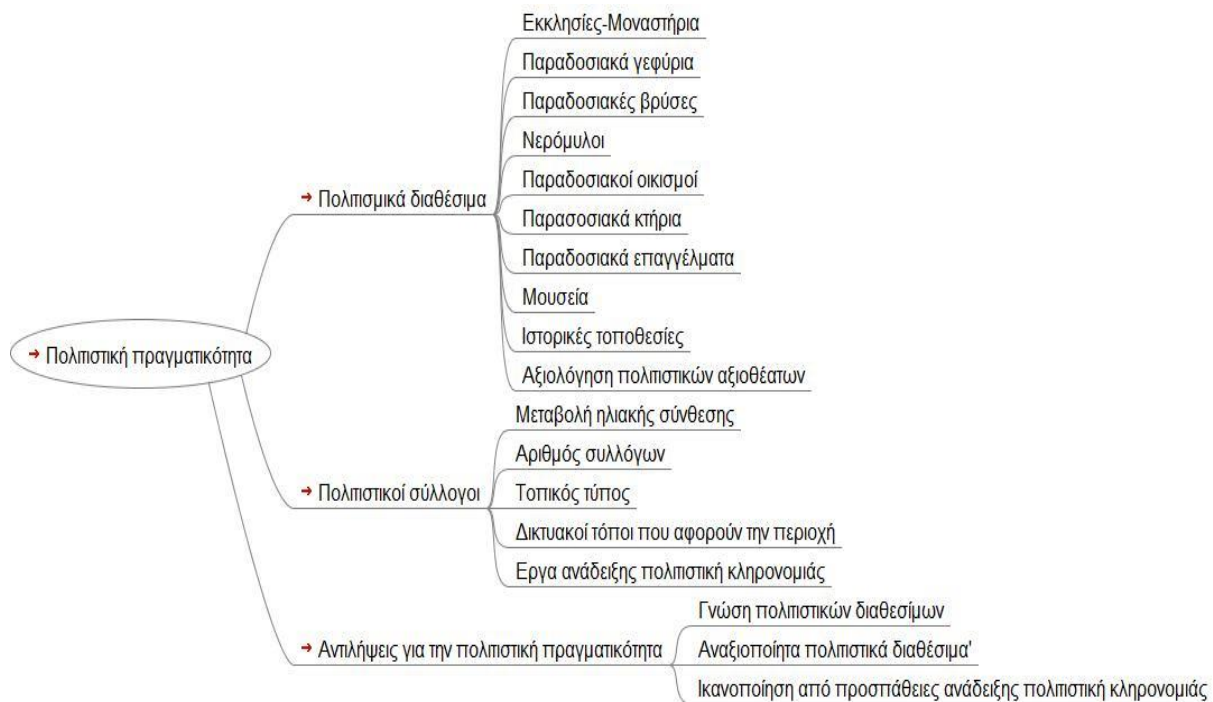 Πολιτιστική πραγματικότητα
Πολιτισμικά διαθέσιμα
Εκκλησίες-Μοναστήρια
Παραδοσιακά γεφύρια
Παραδοσιακές βρύσες
Νερόμυλοι
Παραδοσιακοί οικισμοί
Παρασοσιακά κτήρια
Παραδοσιακά επαγγέλματα
Μουσεία
Ιστορικές τοποθεσίες
Αξιολόγηση πολιτιστικών αξιοθέατων
Πολιτιστικοί σύλλογοι
Μεταβολή ηλιακής σύνθεσης
Αριθμός συλλόγων
Τοπικός τύπος
Δικτυακοί τόποι που αφορούν την περιοχή
Εργα ανάδειξης πολιτιστική κληρονομιάς
Αντιλήψεις για την πολιτιστική πραγματικότητα
Γνώση πολιτιστικών διαθεσίμων
Αναξιοποίητα πολιτιστικά διαθέσιμα'
Ικανοποίηση από προσπάθειες ανάδειξης πολιτιστική κληρονομιάς